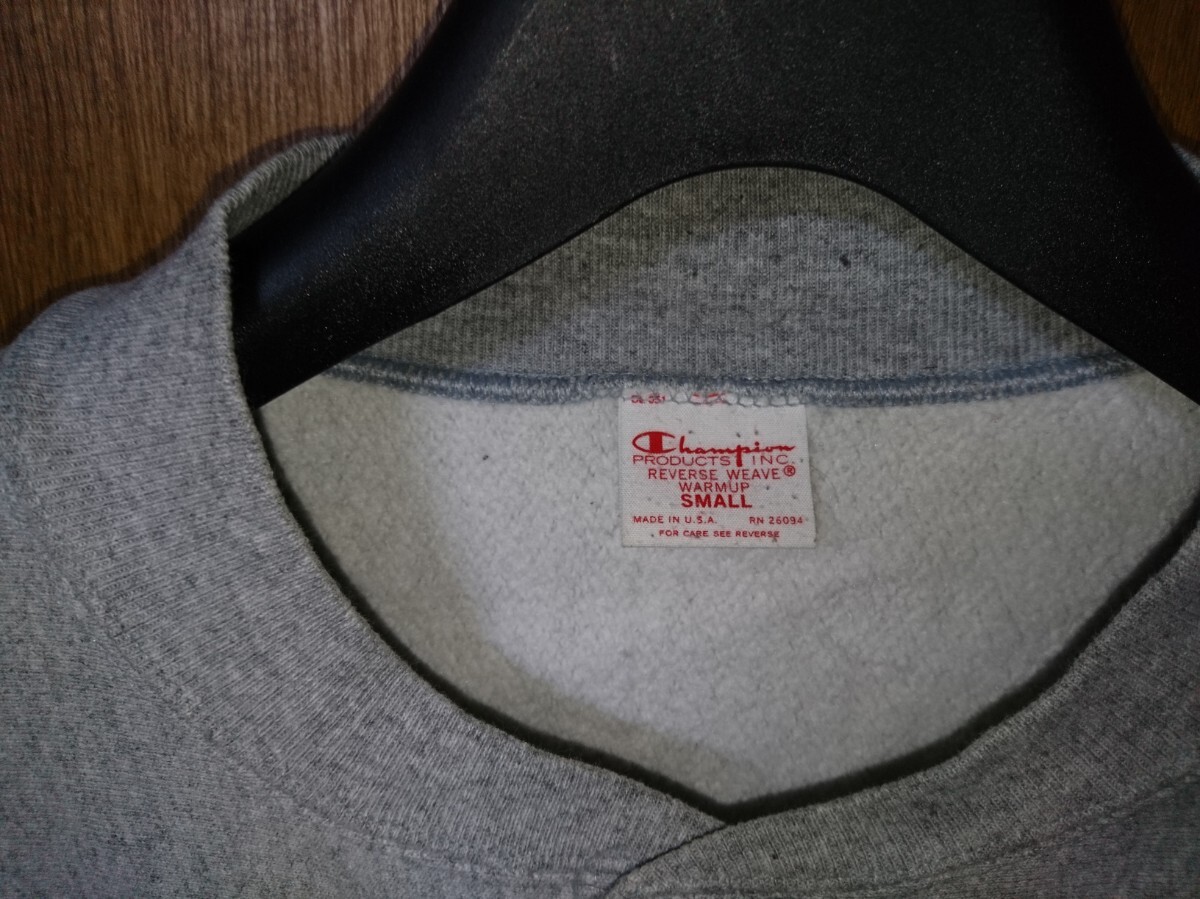 Champion
PRODUCTS INC.
REVERSE WEAVE®
WARMUP
SMALL
MADE IN U.S.A. RN 26094
FOR CARE SEE REVERSE